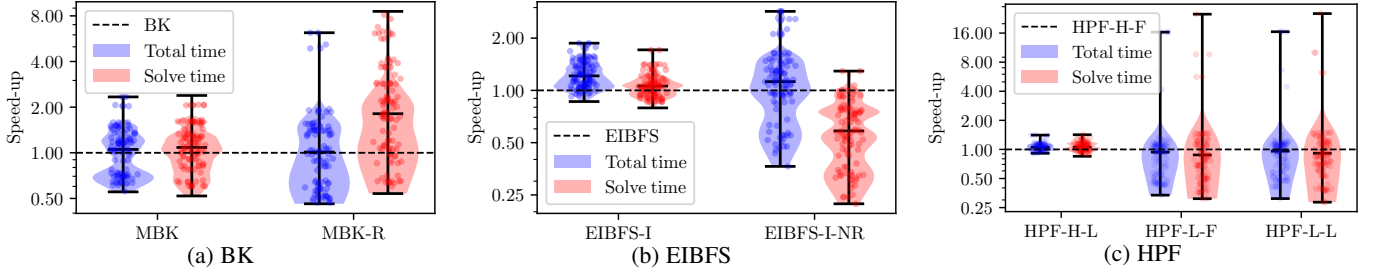 8.00
4.00
2.00
1.00
0.50
Speed-up
BK
Total time
Solve time
MBK
MBK-R
(a) BK
2.00
1.00
0.50
0.25
Speed-up
EIBFS
Total time
Solve time
EIBFS-I
EIBFS-I-NR
(b) EIBFS
16.00
8.00
4.00
2.00
1.00
0.50
0.25
Speed-up
HPF-H-F
Total time
Solve time
HPF-H-L
HPF-L-F
HPF-L-L
(c) HPF